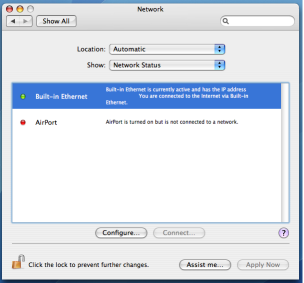 Network
Show All
Location: Automatic
Show: Network Status
Built-in Ethernet
Built-in Ethernet is currently active and has the IP address
You are connected to the Internet via Built-in
Ethernet.
AirPort
AirPort is turned on but is not connected to a network.
Configure...
Connect...
?
Click the lock to prevent further changes.
Assist me...
Apply Now